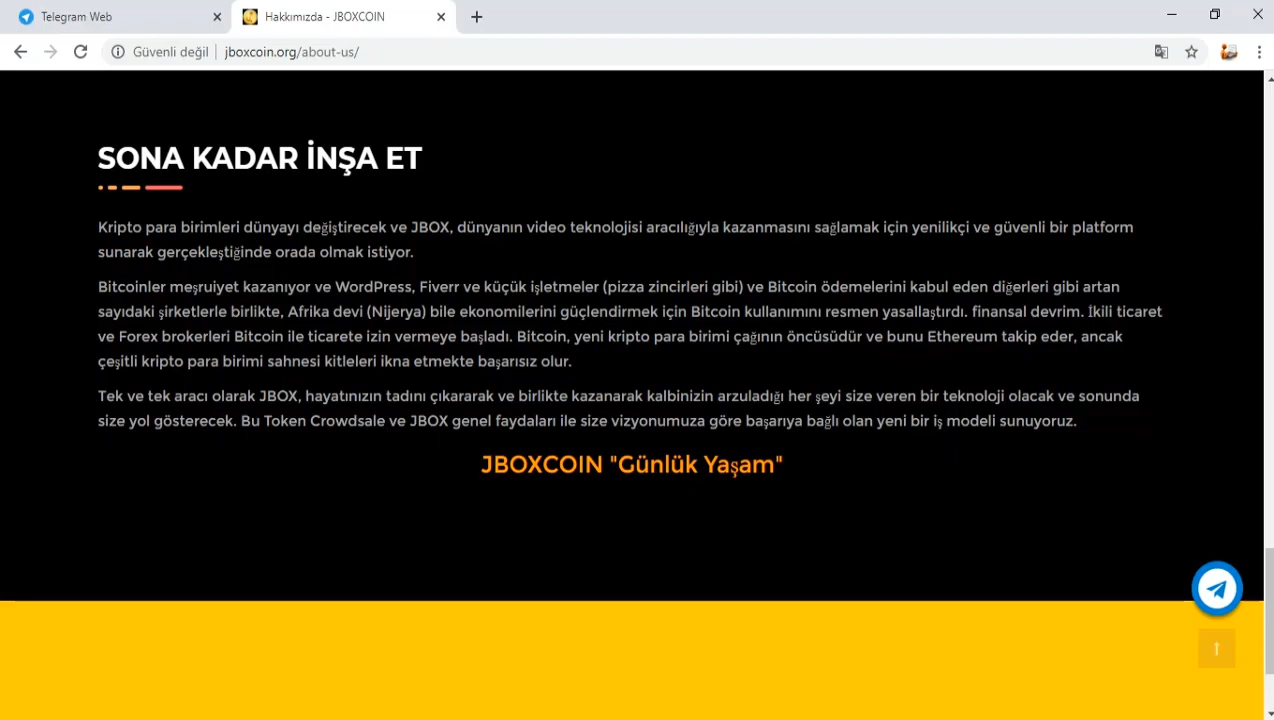 Telegram Web
Hakkımızda - JBOXCOIN
Güvenli değil
jboxcoin.org/about-us/
SONA KADAR İNŞA ET
Kripto para birimleri dünyayı değiştirecek ve JBOX, dünyanın video teknolojisi aracılığıyla kazanmasını sağlamak için yenilikçi ve güvenli bir platform
sunarak gerçekleştiğinde orada olmak istiyor.
Bitcoinler meşruiyet kazanıyor ve WordPress, Fiverr ve küçük işletmeler (pizza zincirleri gibi) ve Bitcoin ödemelerini kabul eden diğerleri gibi artan
sayıdaki şirketlerle birlikte, Afrika devi (Nijerya) bile ekonomilerini güçlendirmek için Bitcoin kullanımını resmen yasallaştırdı. finansal devrim. İkili ticaret
ve Forex brokerleri Bitcoin ile ticarete izin vermeye başladı. Bitcoin, yeni kripto para birimi çağının öncüsüdür ve bunu Ethereum takip eder, ancak
çeşitli kripto para birimi sahnesi kitleleri ikna etmekte başarısız olur.
Tek ve tek aracı olarak JBOX, hayatınızın tadını çıkararak ve birlikte kazanarak kalbinizin arzuladığı her şeyi size veren bir teknoloji olacak ve sonunda
size yol gösterecek. Bu Token Crowdsale ve JBOX genel faydaları ile size vizyonumuza göre başarıya bağlı olan yeni bir iş modeli sunuyoruz.
JBOXCOIN "Günlük Yaşam"